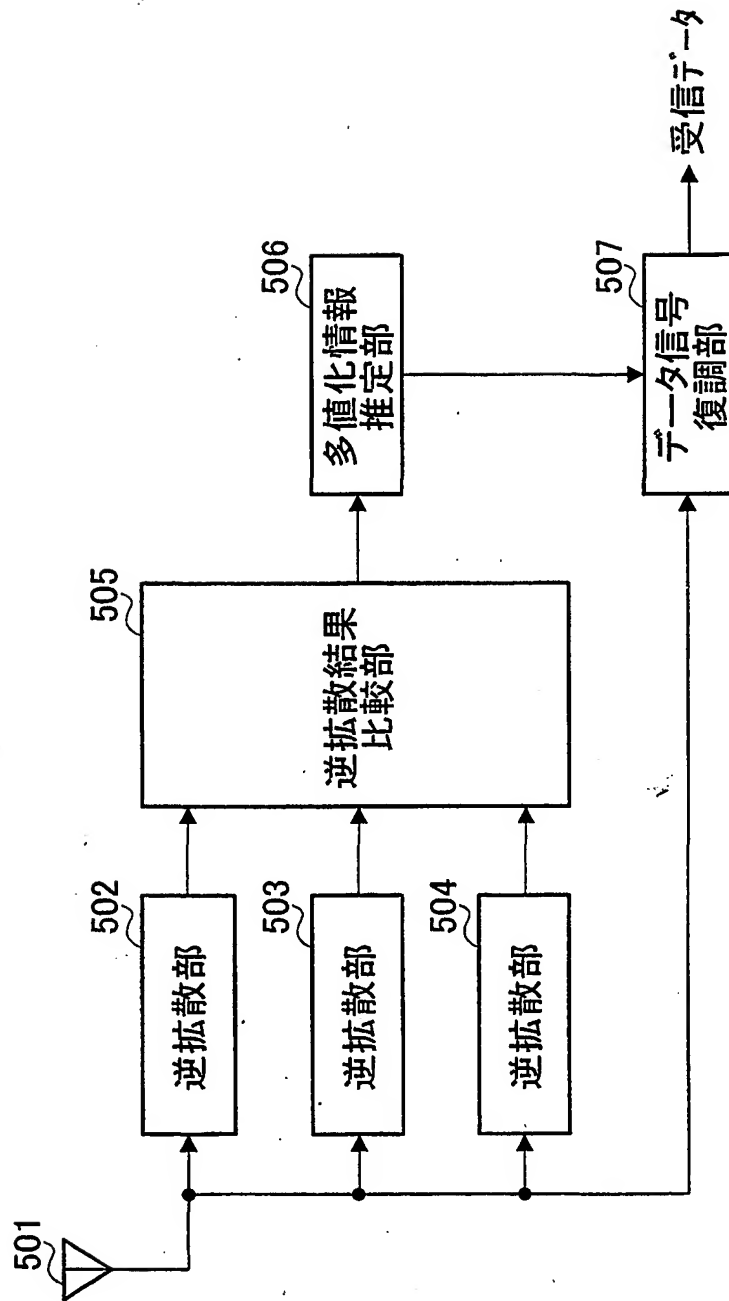 501
502
逆拡散部
503
逆拡散部
504
逆拡散部
505
逆拡散結果
比較部
506
多値化情報
推定部
507
データ信号
復調部
受信データ